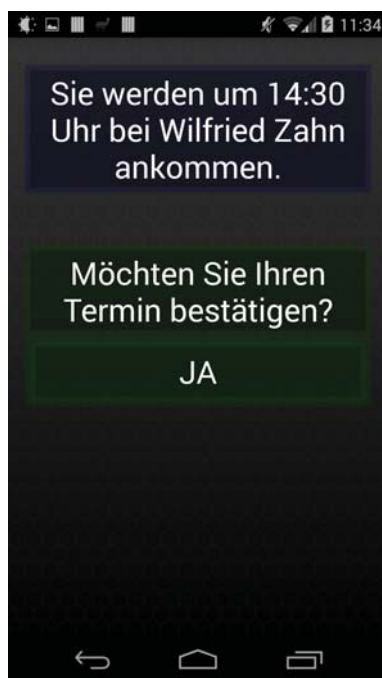 11:34
Sie werden um 14:30
Uhr bei Wilfried Zahn
ankommen.
Möchten Sie Ihren
Termin bestätigen?
JA